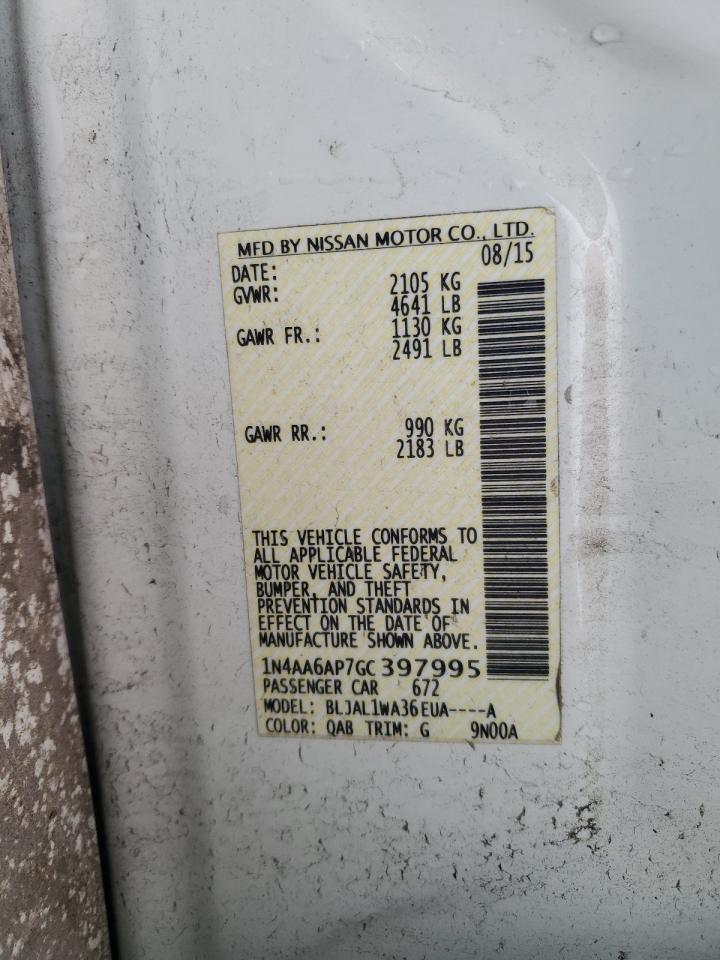 MFD BY NISSAN MOTOR CO., LTD.
DATE: 08/15
GVWR: 2105 KG
4641 LB
GAWR FR.: 1130 KG
2491 LB
GAWR RR.: 990 KG
2183 LB
THIS VEHICLE CONFORMS TO
ALL APPLICABLE FEDERAL
MOTOR VEHICLE SAFETY,
BUMPER, AND THEFT
PREVENTION STANDARDS IN
EFFECT ON THE DATE OF
MANUFACTURE SHOWN ABOVE.
1N4AA6AP7GC397995
PASSENGER CAR 672
MODEL: BLJAL1WA36EUA----A
COLOR: QAB TRIM: G 9N00A